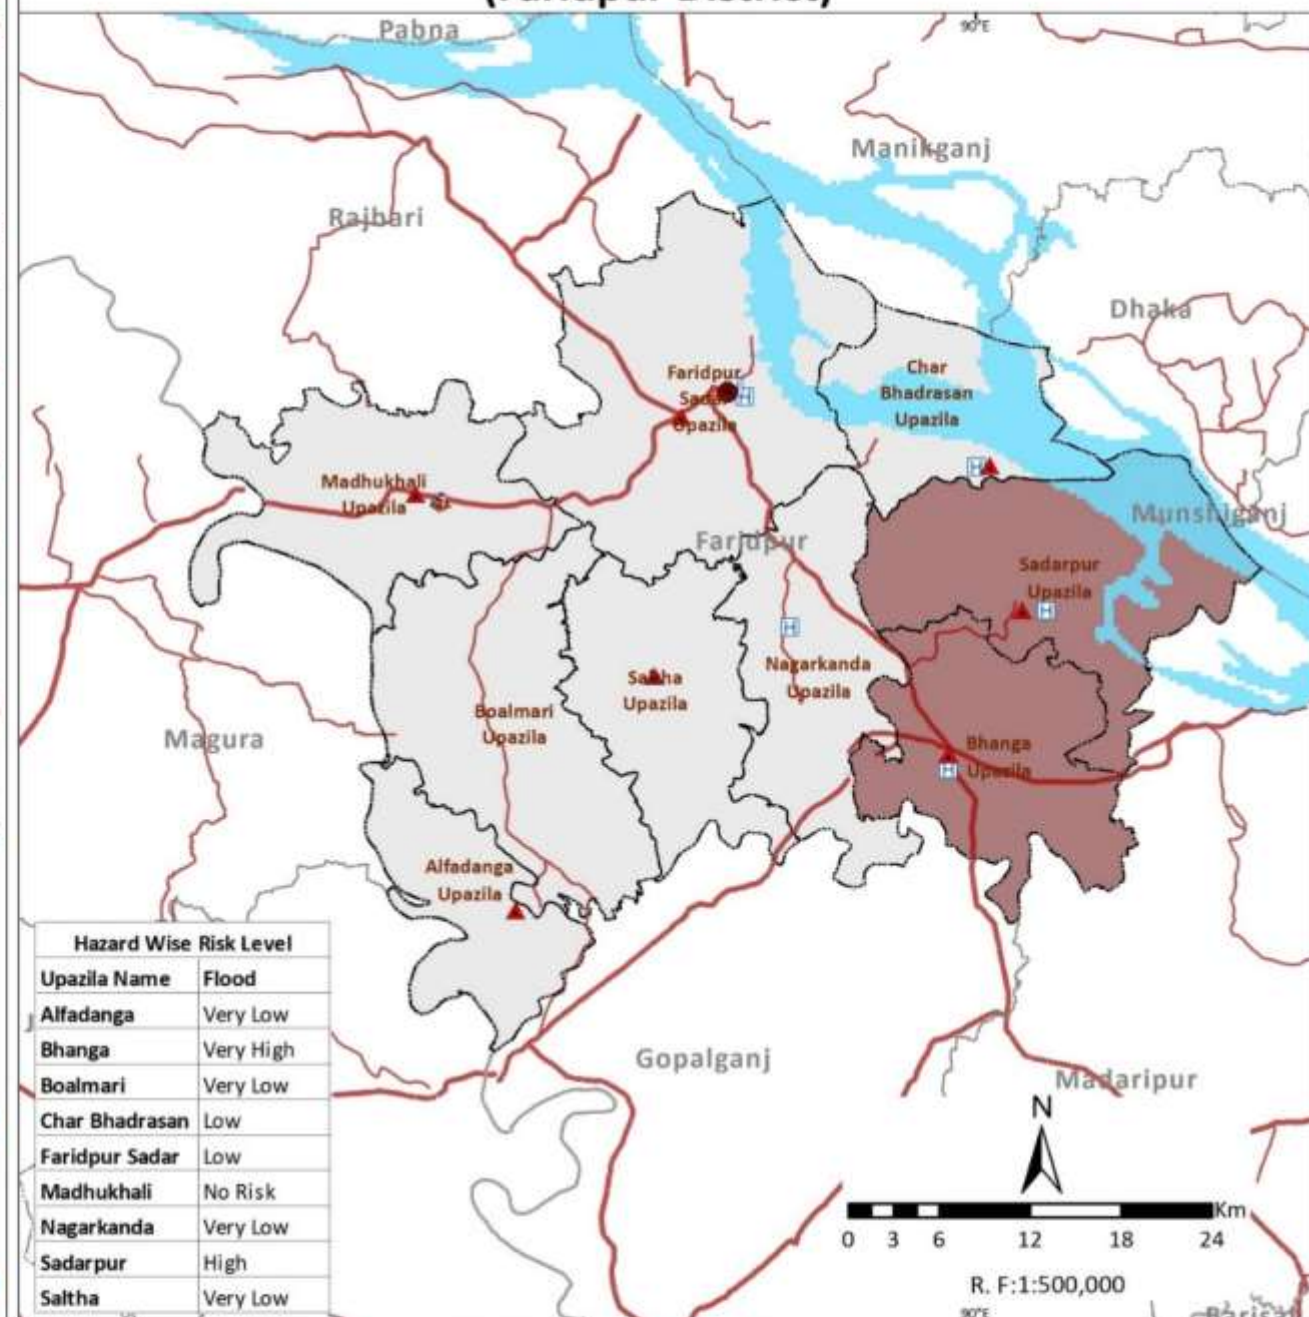 (Faridpur District)
Pabna
90°E
Manikganj
Rajbari
Dhaka
Faridpur
Sadar
Upazila
Char
Bhadrasan
Upazila
Madhukhali
Upazila
Munshiganj
Faridpur
Sadarpur
Upazila
Nagarkanda
Upazila
Saltha
Upazila
Boalmari
Upazila
Magura
Bhanga
Upazila
Alfadanga
Upazila
Hazard Wise Risk Level
Upazila Name Flood
Alfadanga Very Low
Bhanga Very High
Boalmari Very Low
Char Bhadrasan Low
Faridpur Sadar Low
Madhukhali No Risk
Nagarkanda Very Low
Sadarpur High
Saltha Very Low
Gopalganj
Madaripur
N
Km
0 3 6 12 18 24
R. F:1:500,000
90°E
Barisal